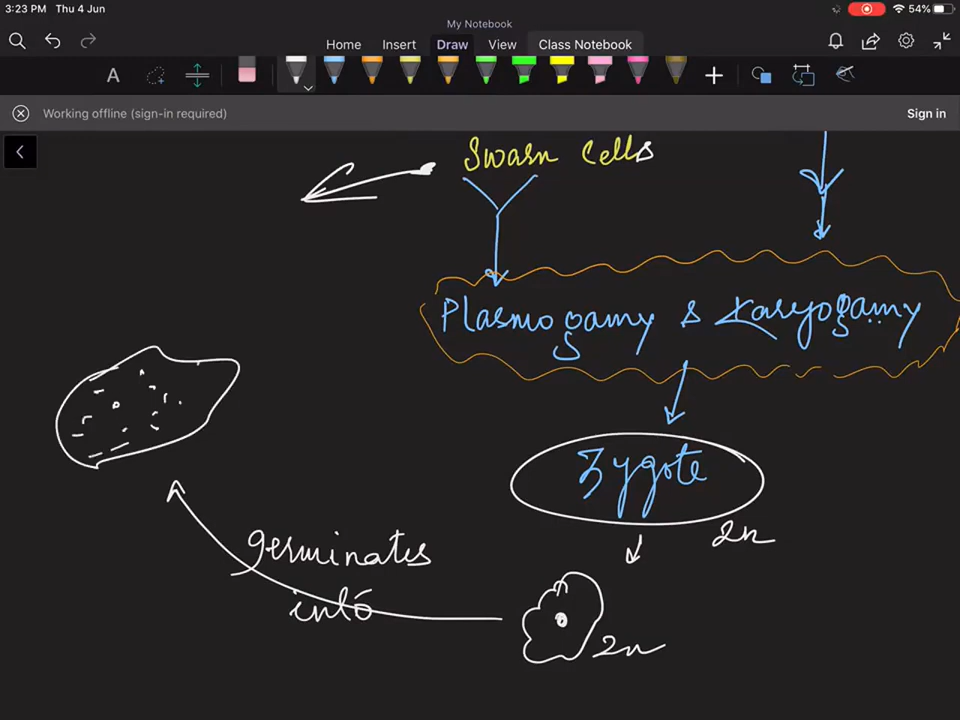 3:23 PM Thu 4 Jun 54%
My Notebook
Home Insert Draw View Class Notebook
A
Working offline (sign-in required) Sign in
Swasn Cells
Plasmogamy & Karyogamy
Zygote
2n
germinates
into
2n